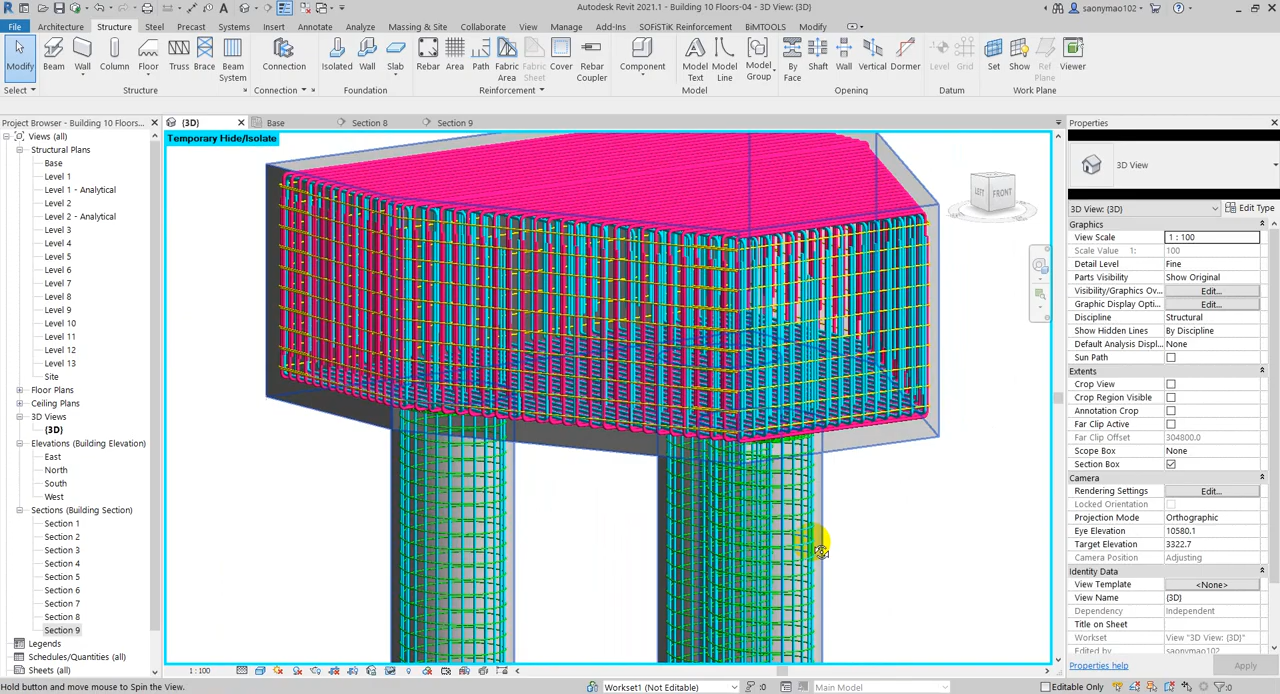 Autodesk Revit 2021.1 - Building 10 Floors-04 - 3D View: {3D}
saonymao102
File Architecture Structure Steel Precast Systems Insert Annotate Analyze Massing & Site Collaborate View Manage Add-Ins SOFiSTiK Reinforcement BiMTOOLS Modify
Modify Beam Wall Column Floor Truss Brace Beam System Connection Isolated Wall Slab Rebar Area Path Fabric Area Fabric Sheet Cover Rebar Coupler Component Model Text Model Line Model Group By Face Shaft Wall Vertical Dormer Level Grid Set Show Ref Plane Viewer
Select Structure Connection Foundation Reinforcement Model Opening Datum Work Plane
Project Browser - Building 10 Floors...
Views (all)
Structural Plans
Base
Level 1
Level 1 - Analytical
Level 2
Level 2 - Analytical
Level 3
Level 4
Level 5
Level 6
Level 7
Level 8
Level 9
Level 10
Level 11
Level 12
Level 13
Site
Floor Plans
Ceiling Plans
3D Views
{3D}
Elevations (Building Elevation)
East
North
South
West
Sections (Building Section)
Section 1
Section 2
Section 3
Section 4
Section 5
Section 6
Section 7
Section 8
Section 9
Legends
Schedules/Quantities (all)
Sheets (all)
{3D} Base Section 8 Section 9
Temporary Hide/Isolate
LEFT FRONT
1 : 100
Properties
3D View
3D View: {3D} Edit Type
Graphics
View Scale 1 : 100
Scale Value 1: 100
Detail Level Fine
Parts Visibility Show Original
Visibility/Graphics Ov... Edit...
Graphic Display Opti... Edit...
Discipline Structural
Show Hidden Lines By Discipline
Default Analysis Displ... None
Sun Path
Extents
Crop View
Crop Region Visible
Annotation Crop
Far Clip Active
Far Clip Offset 304800.0
Scope Box None
Section Box
Camera
Rendering Settings Edit...
Locked Orientation
Projection Mode Orthographic
Eye Elevation 10580.1
Target Elevation 3322.7
Camera Position Adjusting
Identity Data
View Template <None>
View Name {3D}
Dependency Independent
Title on Sheet
Workset View "3D View: {3D}"
Edited by saonymao102
Properties help Apply
Hold button and move mouse to Spin the View.
Workset1 (Not Editable) :0 Main Model Editable Only :0